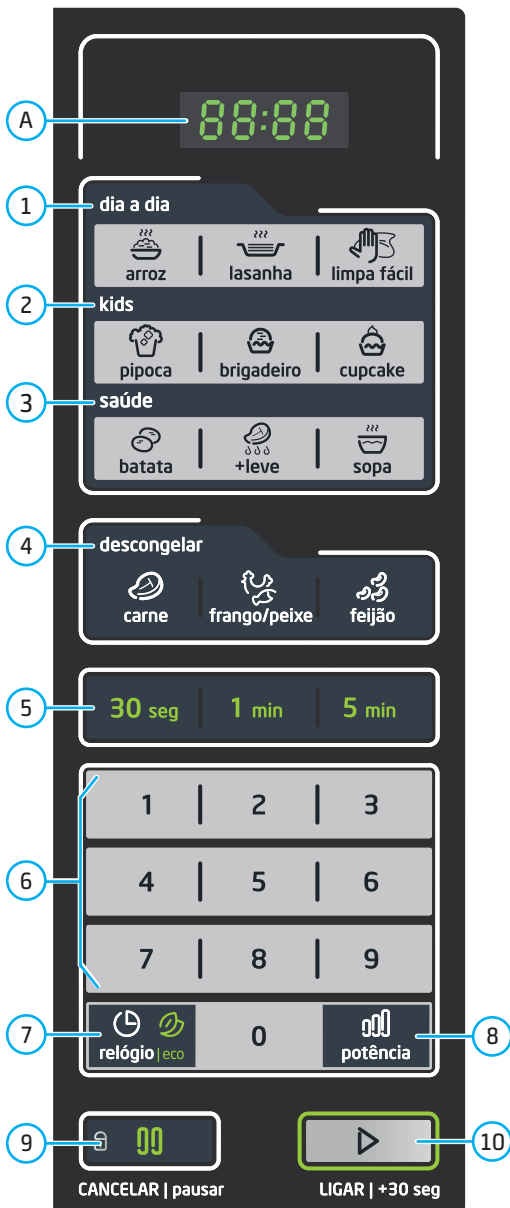 A
88:88
1
dia a dia
arroz lasanha limpa fácil
2
kids
pipoca brigadeiro cupcake
3
saúde
batata +leve sopa
4
descongelar
carne frango/peixe feijão
5
30 seg 1 min 5 min
6
1 2 3
4 5 6
7 8 9
7
relógio|eco 0 potência
8
9
10
CANCELAR | pausar LIGAR | +30 seg